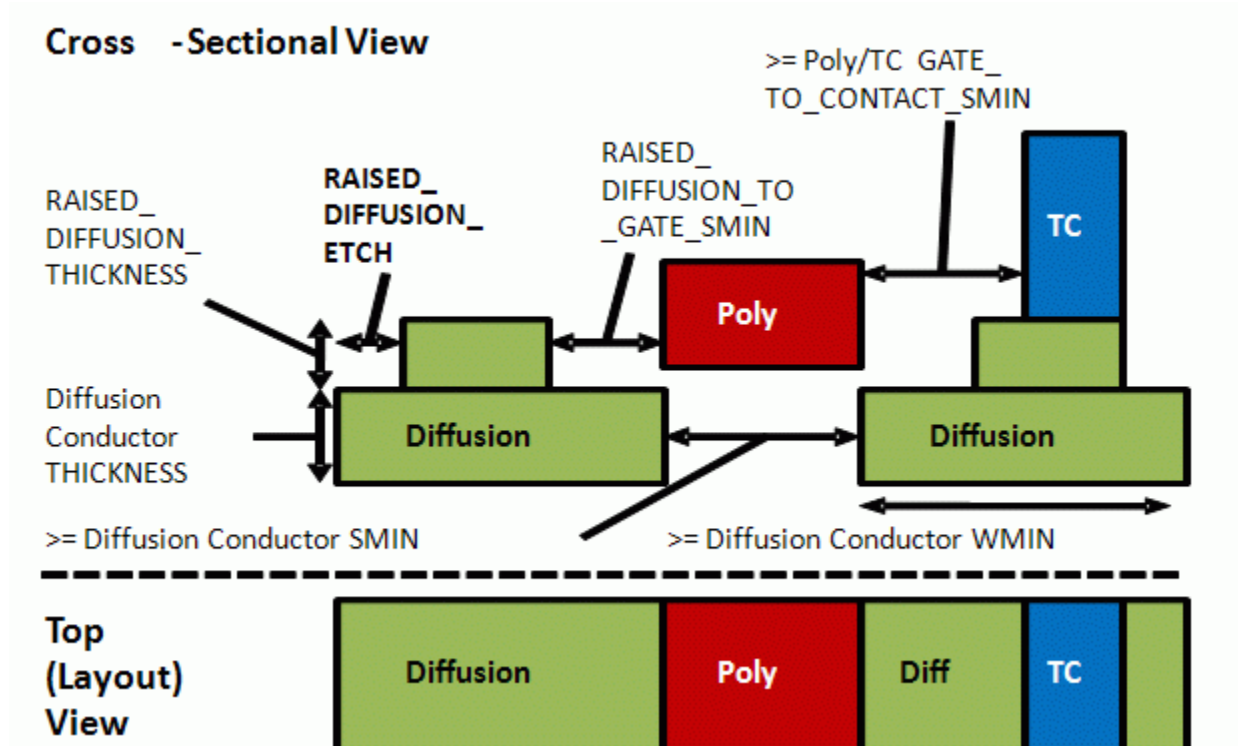 Cross -Sectional View
>= Poly/TC GATE_
TO_CONTACT_SMIN
RAISED_
DIFFUSION_TO
_GATE_SMIN
RAISED_
DIFFUSION_
ETCH
RAISED_
DIFFUSION_
THICKNESS
TC
Poly
Diffusion
Conductor
THICKNESS
Diffusion
Diffusion
>= Diffusion Conductor SMIN
>= Diffusion Conductor WMIN
Top
(Layout)
View
Diffusion
Poly
Diff
TC